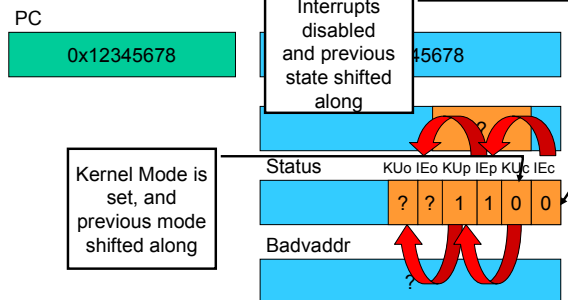 PC
0x12345678
Interrupts
disabled
and previous
state shifted
along
45678
?
Kernel Mode is
set, and
previous mode
shifted along
Status
KUo IEo KUp IEp KUc IEc
? ? 1 1 0 0
Badvaddr
?